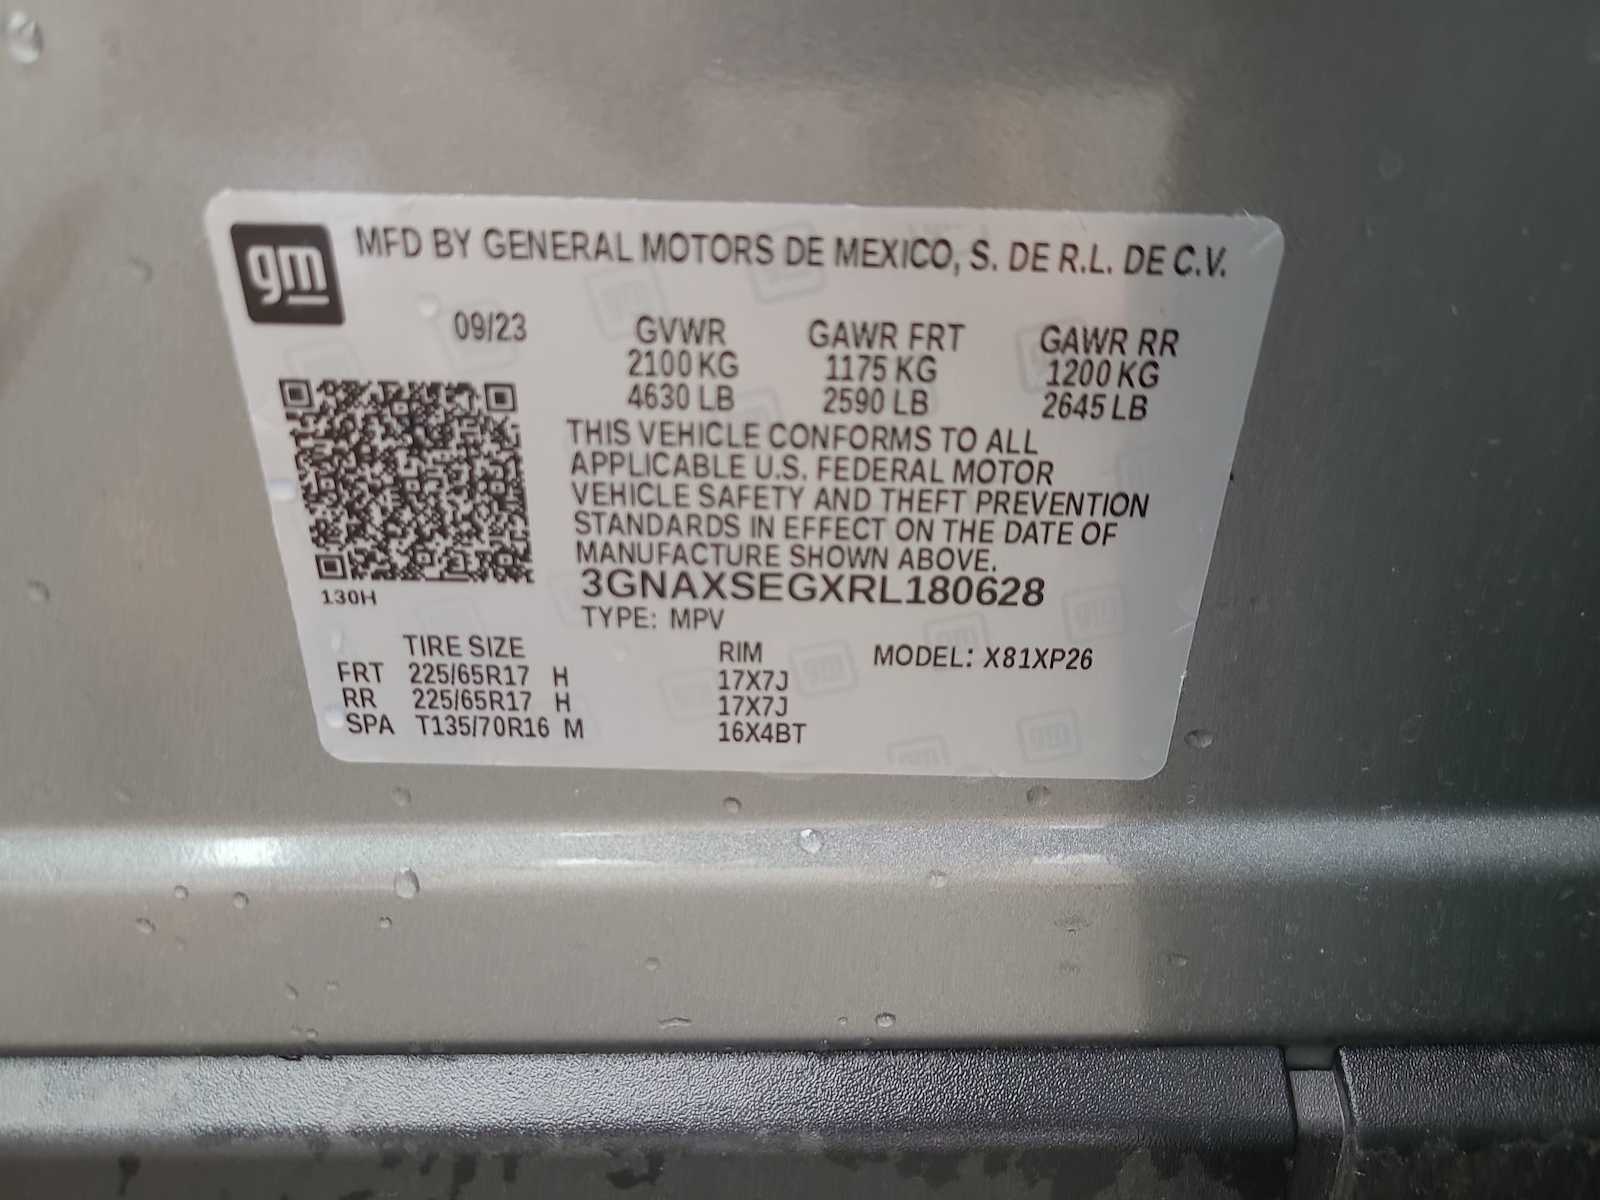 gm MFD BY GENERAL MOTORS DE MEXICO, S. DE R.L. DE C.V.
09/23 GVWR GAWR FRT GAWR RR
2100 KG 1175 KG 1200 KG
4630 LB 2590 LB 2645 LB
THIS VEHICLE CONFORMS TO ALL
APPLICABLE U.S. FEDERAL MOTOR
VEHICLE SAFETY AND THEFT PREVENTION
STANDARDS IN EFFECT ON THE DATE OF
MANUFACTURE SHOWN ABOVE.
3GNAXSEGXRL180628
130H
TYPE: MPV
TIRE SIZE RIM MODEL: X81XP26
FRT 225/65R17 H 17X7J
RR 225/65R17 H 17X7J
SPA T135/70R16 M 16X4BT